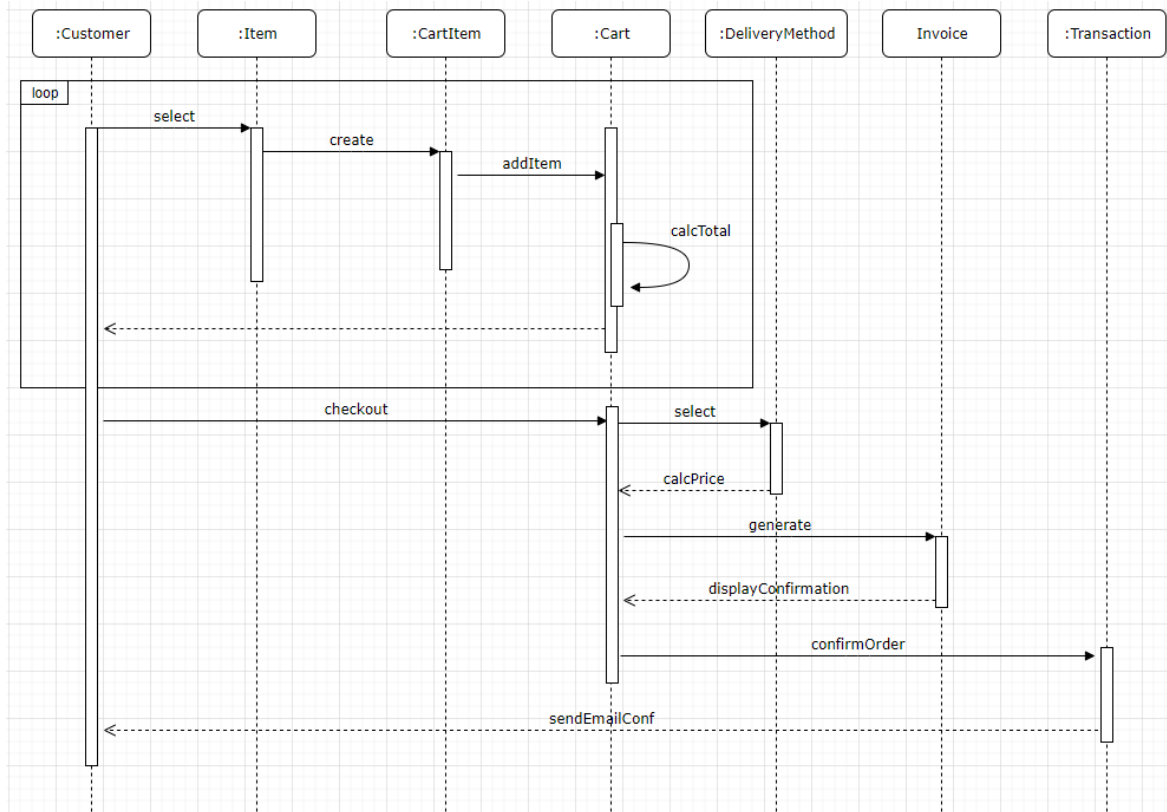 :Customer
:Item
:CartItem
:Cart
:DeliveryMethod
Invoice
:Transaction
loop
select
create
addItem
calcTotal
checkout
select
calcPrice
generate
displayConfirmation
confirmOrder
sendEmailConf